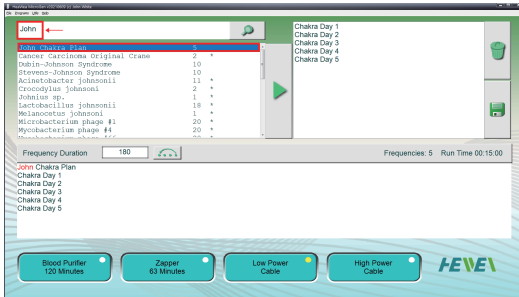 John
John Chakra Plan 5
Cancer Carcinoma Original Crane 2 *
Dubin-Johnson Syndrome 10
Stevens-Johnson Syndrome 10
Acinetobacter johnsonii 11 *
Crocodylus johnsoni 2 *
Johnius sp. 1 *
Lactobacillus johnsonii 18 *
Melanocetus johnsoni 1 *
Microbacterium phage #1 20 *
Mycobacterium phage #4 20 *
Chakra Day 1
Chakra Day 2
Chakra Day 3
Chakra Day 4
Chakra Day 5
Frequency Duration 180 Frequencies: 5 Run Time 00:15:00
John Chakra Plan
Chakra Day 1
Chakra Day 2
Chakra Day 3
Chakra Day 4
Chakra Day 5
Blood Purifier
120 Minutes
Zapper
63 Minutes
Low Power
Cable
High Power
Cable